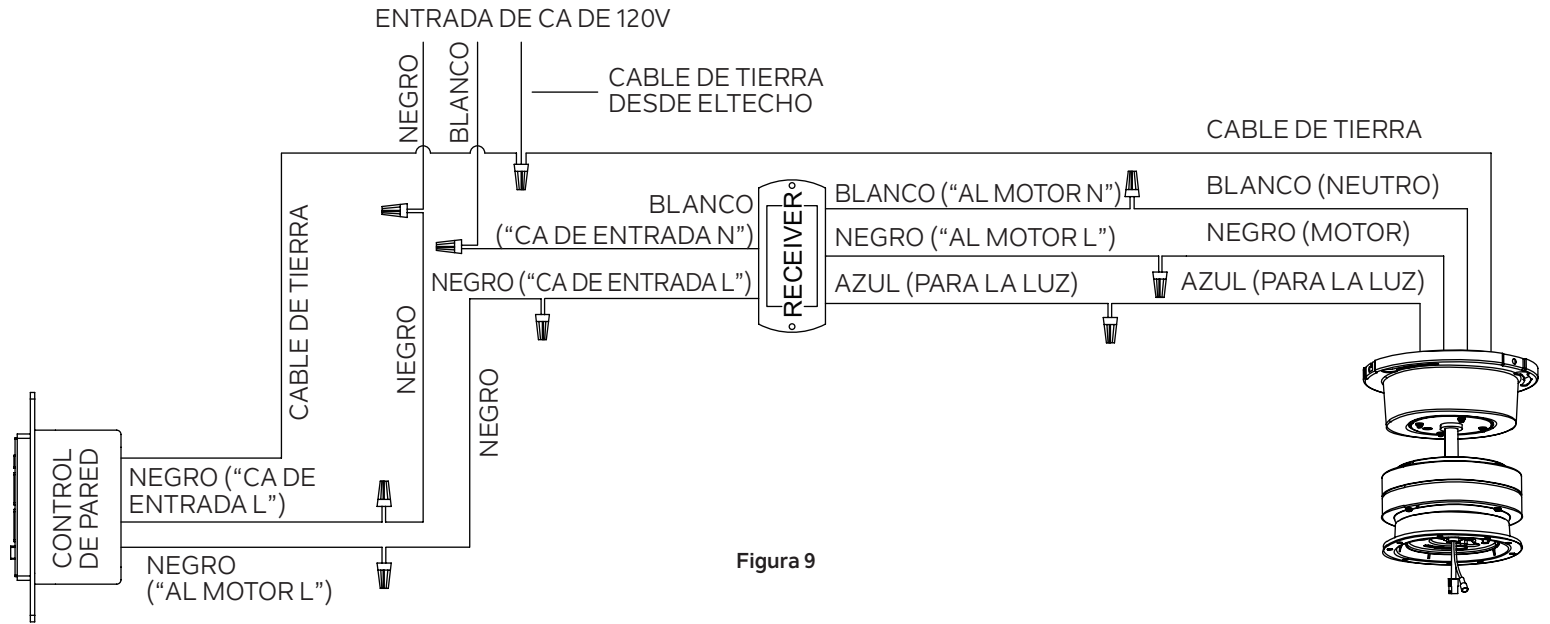 ENTRADA DE CA DE 120V
NEGRO
BLANCO
CABLE DE TIERRA
DESDE ELTECHO
CABLE DE TIERRA
BLANCO
("CA DE ENTRADA N")
NEGRO ("CA DE ENTRADA L")
RECEIVER
BLANCO ("AL MOTOR N")
BLANCO (NEUTRO)
NEGRO ("AL MOTOR L")
NEGRO (MOTOR)
AZUL (PARA LA LUZ)
AZUL (PARA LA LUZ)
CABLE DE TIERRA
NEGRO
NEGRO
CONTROL
DE PARED
NEGRO ("CA DE
ENTRADA L")
NEGRO
("AL MOTOR L")
Figura 9